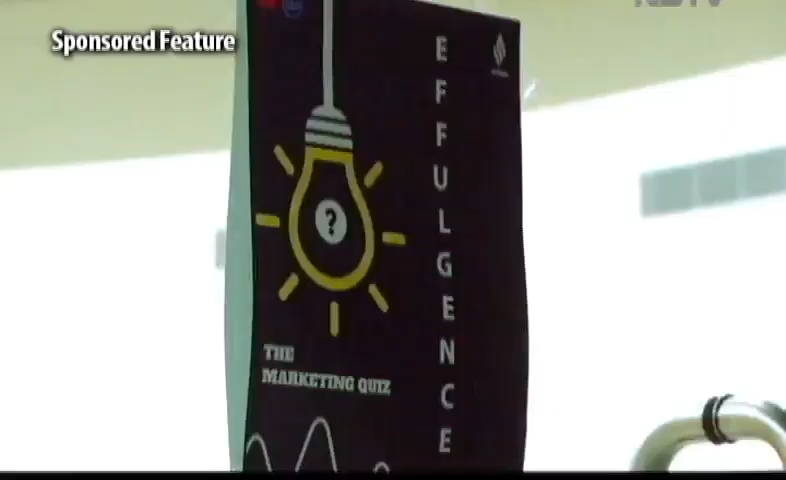 Sponsored Feature
EFFULGENCE
?
THE
MARKETING QUIZ